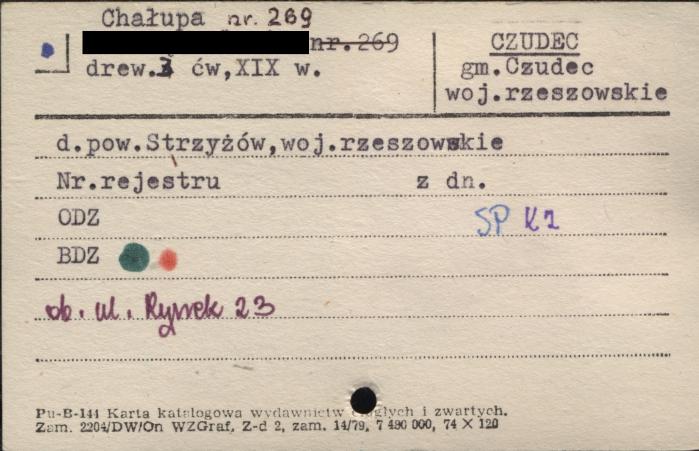 Chałupa nr. 269
nr. 269
drew. 3 ćw, XIX w.
CZUDEC
gm. Czudec
woj. rzeszowskie
d. pow. Strzyżów, woj. rzeszowskie
Nr. rejestru z dn.
ODZ SP K2
BDZ
ob. ul. Rynek 23
Pu-B-144 Karta katalogowa wydawnictw ciągłych i zwartych.
Zam. 2204/DW/On WZGraf, Z-d 2, zam. 14/79, 7 490 000, 74 X 120